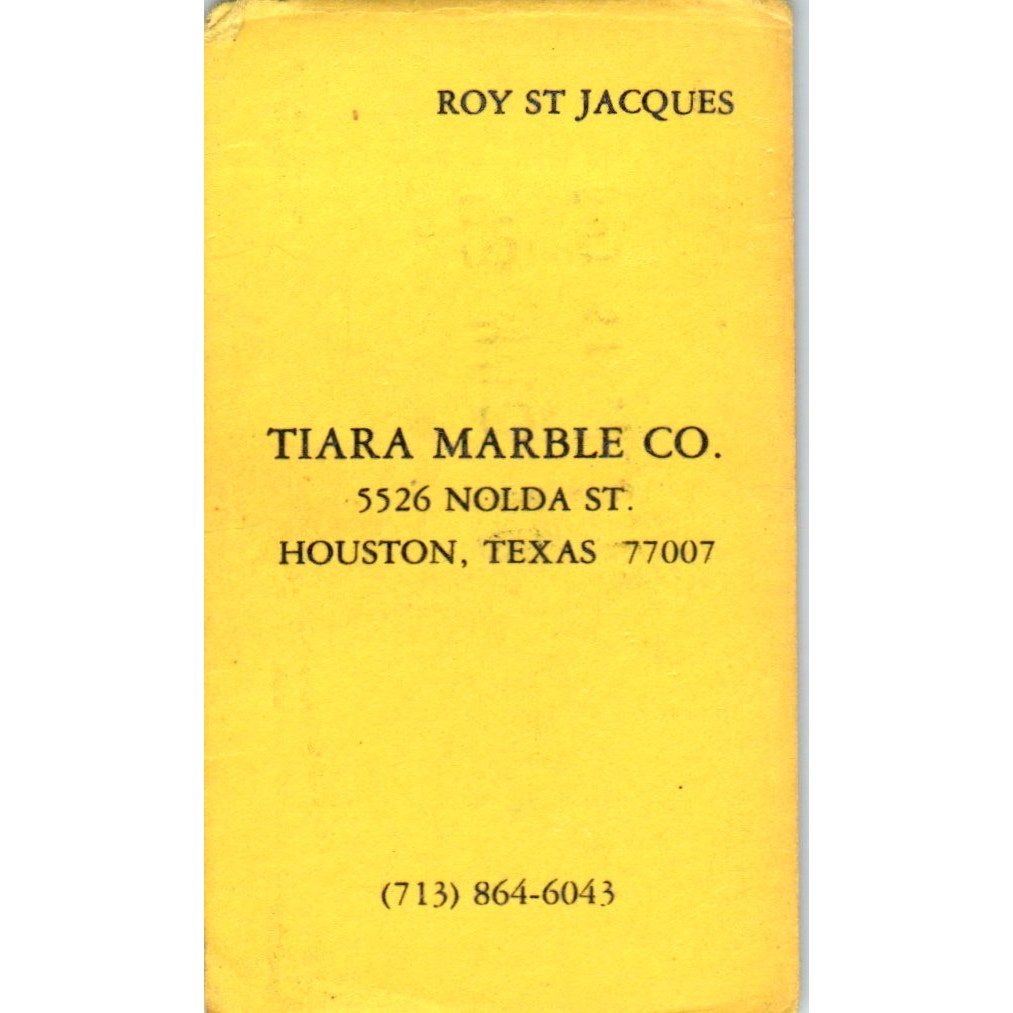 ROY ST JACQUES
TIARA MARBLE CO.
5526 NOLDA ST.
HOUSTON, TEXAS 77007
(713) 864-6043